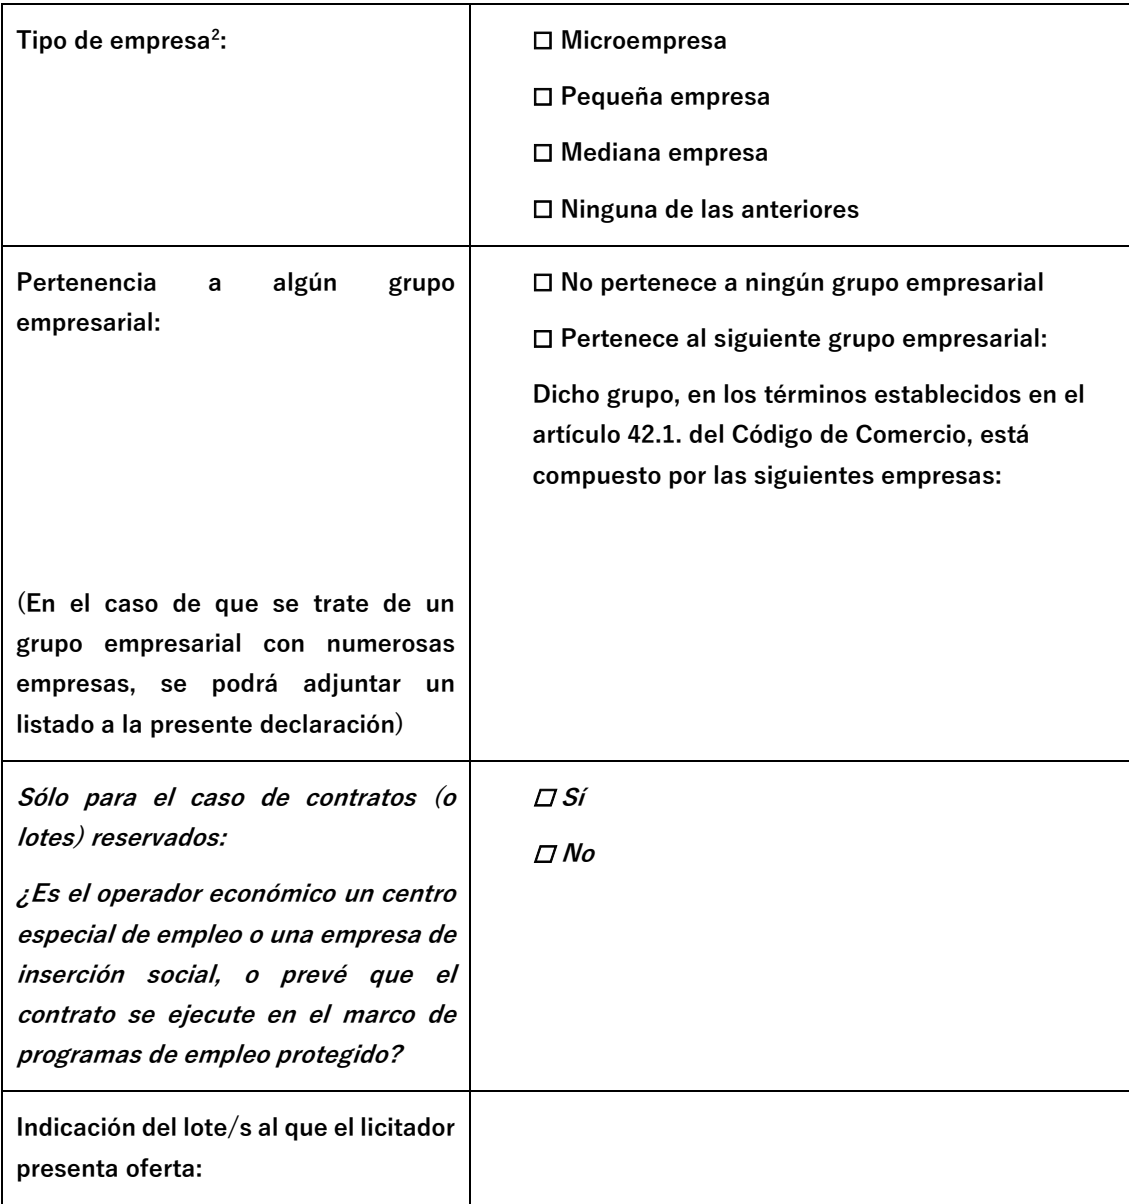 Tipo de empresa²:
☐ Microempresa
☐ Pequeña empresa
☐ Mediana empresa
☐ Ninguna de las anteriores
Pertenencia a algún grupo
empresarial:
(En el caso de que se trate de un
grupo empresarial con numerosas
empresas, se podrá adjuntar un
listado a la presente declaración)
☐ No pertenece a ningún grupo empresarial
☐ Pertenece al siguiente grupo empresarial:
Dicho grupo, en los términos establecidos en el
artículo 42.1. del Código de Comercio, está
compuesto por las siguientes empresas:
Sólo para el caso de contratos (o
lotes) reservados:
¿Es el operador económico un centro
especial de empleo o una empresa de
inserción social, o prevé que el
contrato se ejecute en el marco de
programas de empleo protegido?
☐ Sí
☐ No
Indicación del lote/s al que el licitador
presenta oferta: